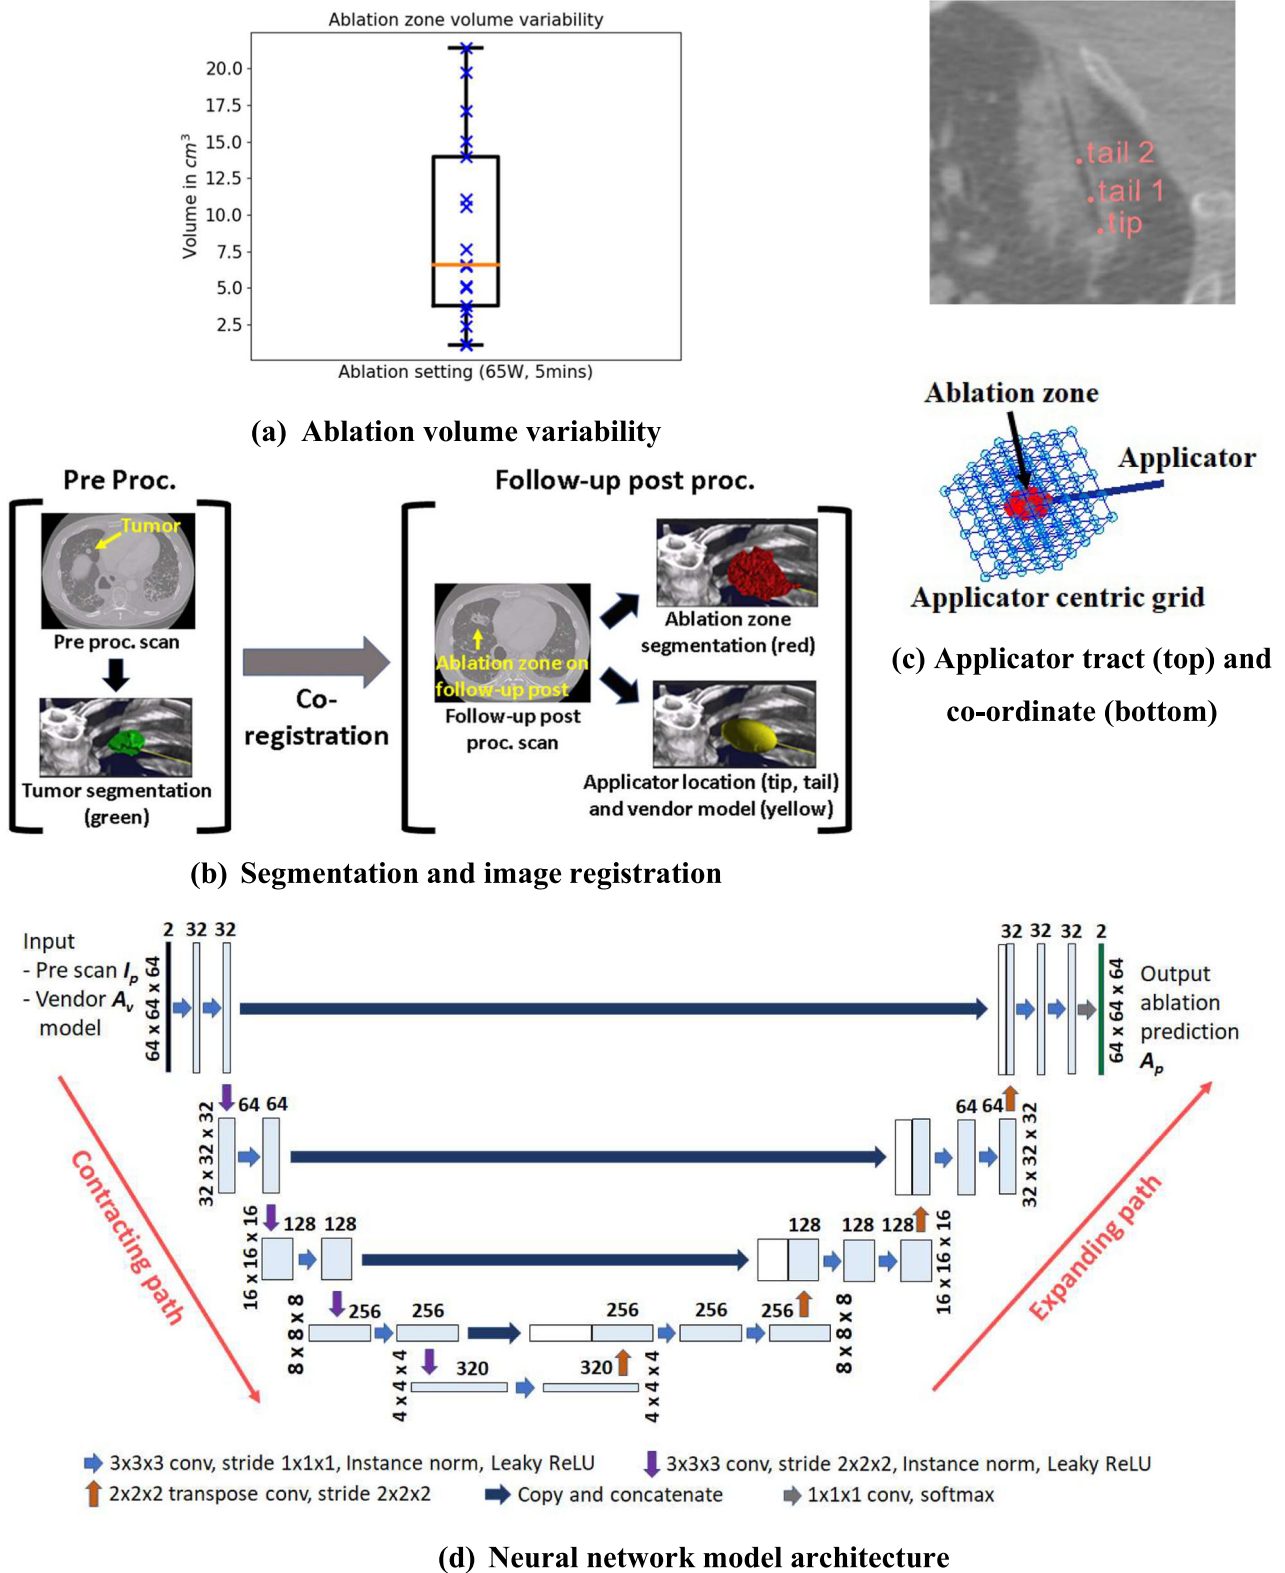 Ablation zone volume variability
20.0
17.5
15.0
12.5
10.0
7.5
5.0
2.5
Volume in cm³
Ablation setting (65W, 5mins)
(a) Ablation volume variability
tail 2
tail 1
tip
Ablation zone
Applicator
Applicator centric grid
(c) Applicator tract (top) and
co-ordinate (bottom)
Pre Proc.
Tumor
Pre proc. scan
Tumor segmentation
(green)
Co-
registration
Follow-up post proc.
Ablation zone on
follow-up post
Follow-up post
proc. scan
Ablation zone
segmentation (red)
Applicator location (tip, tail)
and vendor model (yellow)
(b) Segmentation and image registration
Input
- Pre scan Ip
- Vendor Av
model
64 x 64 x 64
2 32 32
32 32 32 2
64 x 64 x 64
Output
ablation
prediction
Ap
32 x 32 x 32
64 64
64 64
32 x 32 x 32
16 x 16 x 16
128 128
128 128 128
16 x 16 x 16
8 x 8 x 8
256 256
256 256 256
8 x 8 x 8
4 x 4 x 4
320 320
4 x 4 x 4
Contracting path
Expanding path
3x3x3 conv, stride 1x1x1, Instance norm, Leaky ReLU
3x3x3 conv, stride 2x2x2, Instance norm, Leaky ReLU
2x2x2 transpose conv, stride 2x2x2
Copy and concatenate
1x1x1 conv, softmax
(d) Neural network model architecture